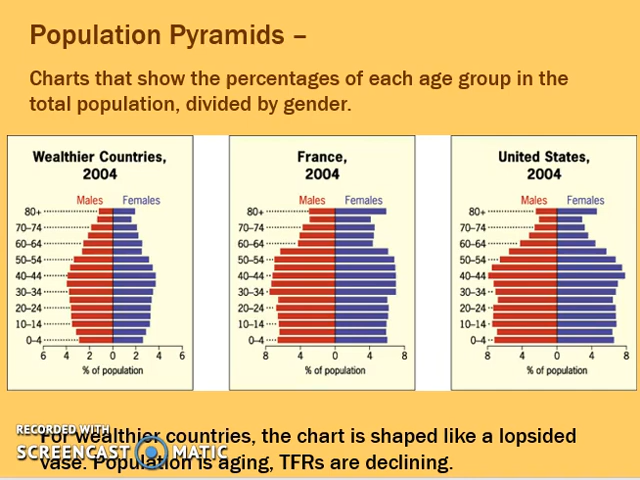 Population Pyramids –
Charts that show the percentages of each age group in the
total population, divided by gender.
Wealthier Countries,
2004
Males Females
80+
70–74
60–64
50–54
40–44
30–34
20–24
10–14
0–4
6 4 2 0 2 4 6
% of population
France,
2004
Males Females
80+
70–74
60–64
50–54
40–44
30–34
20–24
10–14
0–4
8 4 0 4 8
% of population
United States,
2004
Males Females
80+
70–74
60–64
50–54
40–44
30–34
20–24
10–14
0–4
8 4 0 4 8
% of population
For wealthier countries, the chart is shaped like a lopsided
vase. Population is aging, TFRs are declining.
RECORDED WITH
SCREENCAST MATIC